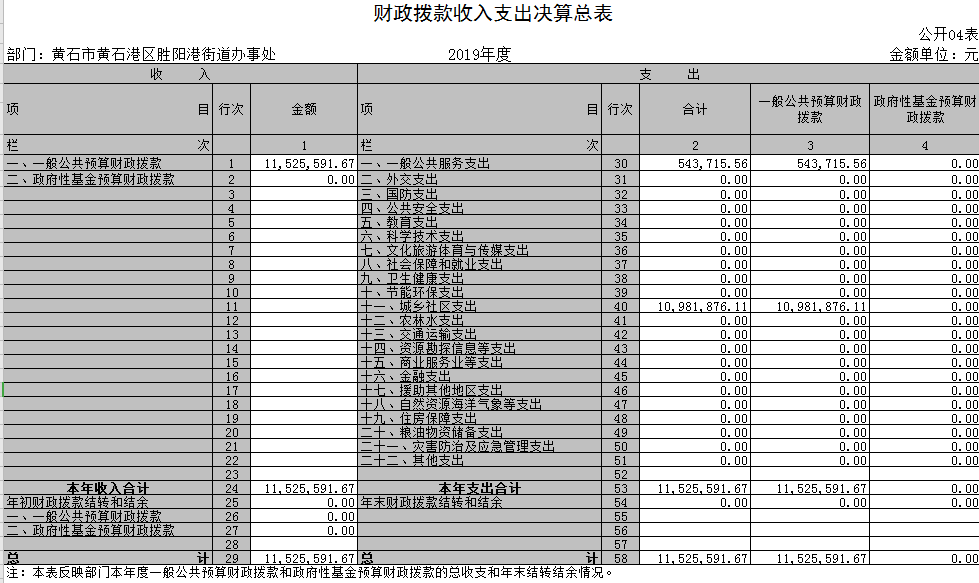 财政拨款收入支出决算总表
公开04表
部门：黄石市黄石港区胜阳港街道办事处 2019年度 金额单位：元
收 入 支 出
项 目 行次 金额 项 目 行次 合计 一般公共预算财政拨款 政府性基金预算财政拨款
栏 次 1 栏 次 2 3 4
一、一般公共预算财政拨款 1 11,525,591.67 一、一般公共服务支出 30 543,715.56 543,715.56 0.00
二、政府性基金预算财政拨款 2 0.00 二、外交支出 31 0.00 0.00 0.00
3 三、国防支出 32 0.00 0.00 0.00
4 四、公共安全支出 33 0.00 0.00 0.00
5 五、教育支出 34 0.00 0.00 0.00
6 六、科学技术支出 35 0.00 0.00 0.00
7 七、文化旅游体育与传媒支出 36 0.00 0.00 0.00
8 八、社会保障和就业支出 37 0.00 0.00 0.00
9 九、卫生健康支出 38 0.00 0.00 0.00
10 十、节能环保支出 39 0.00 0.00 0.00
11 十一、城乡社区支出 40 10,981,876.11 10,981,876.11 0.00
12 十二、农林水支出 41 0.00 0.00 0.00
13 十三、交通运输支出 42 0.00 0.00 0.00
14 十四、资源勘探信息等支出 43 0.00 0.00 0.00
15 十五、商业服务业等支出 44 0.00 0.00 0.00
16 十六、金融支出 45 0.00 0.00 0.00
17 十七、援助其他地区支出 46 0.00 0.00 0.00
18 十八、自然资源海洋气象等支出 47 0.00 0.00 0.00
19 十九、住房保障支出 48 0.00 0.00 0.00
20 二十、粮油物资储备支出 49 0.00 0.00 0.00
21 二十一、灾害防治及应急管理支出 50 0.00 0.00 0.00
22 二十二、其他支出 51 0.00 0.00 0.00
23 52
本年收入合计 24 11,525,591.67 本年支出合计 53 11,525,591.67 11,525,591.67 0.00
年初财政拨款结转和结余 25 0.00 年末财政拨款结转和结余 54 0.00 0.00 0.00
一、一般公共预算财政拨款 26 0.00 55
二、政府性基金预算财政拨款 27 0.00 56
28 57
总 计 29 11,525,591.67 总 计 58 11,525,591.67 11,525,591.67 0.00
注：本表反映部门本年度一般公共预算财政拨款和政府性基金预算财政拨款的总收支和年末结转结余情况。